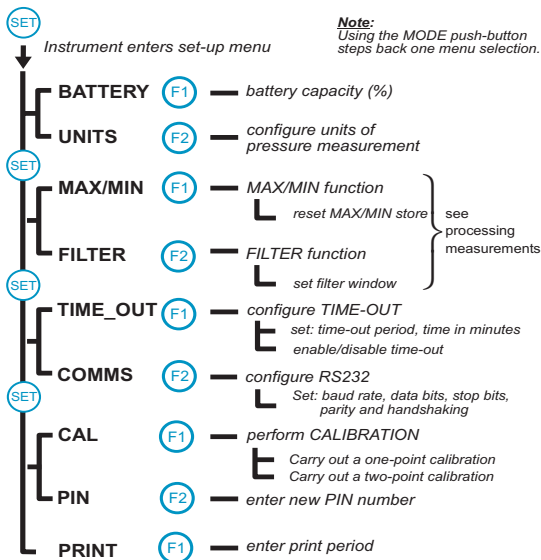 SET
Note:
Using the MODE push-button
steps back one menu selection.
Instrument enters set-up menu
BATTERY F1 battery capacity (%)
UNITS F2 configure units of
pressure measurement
SET
MAX/MIN F1 MAX/MIN function
reset MAX/MIN store
see
processing
measurements
FILTER F2 FILTER function
set filter window
SET
TIME_OUT F1 configure TIME-OUT
set: time-out period, time in minutes
enable/disable time-out
COMMS F2 configure RS232
Set: baud rate, data bits, stop bits,
parity and handshaking
SET
CAL F1 perform CALIBRATION
Carry out a one-point calibration
Carry out a two-point calibration
PIN F2 enter new PIN number
PRINT F1 enter print period